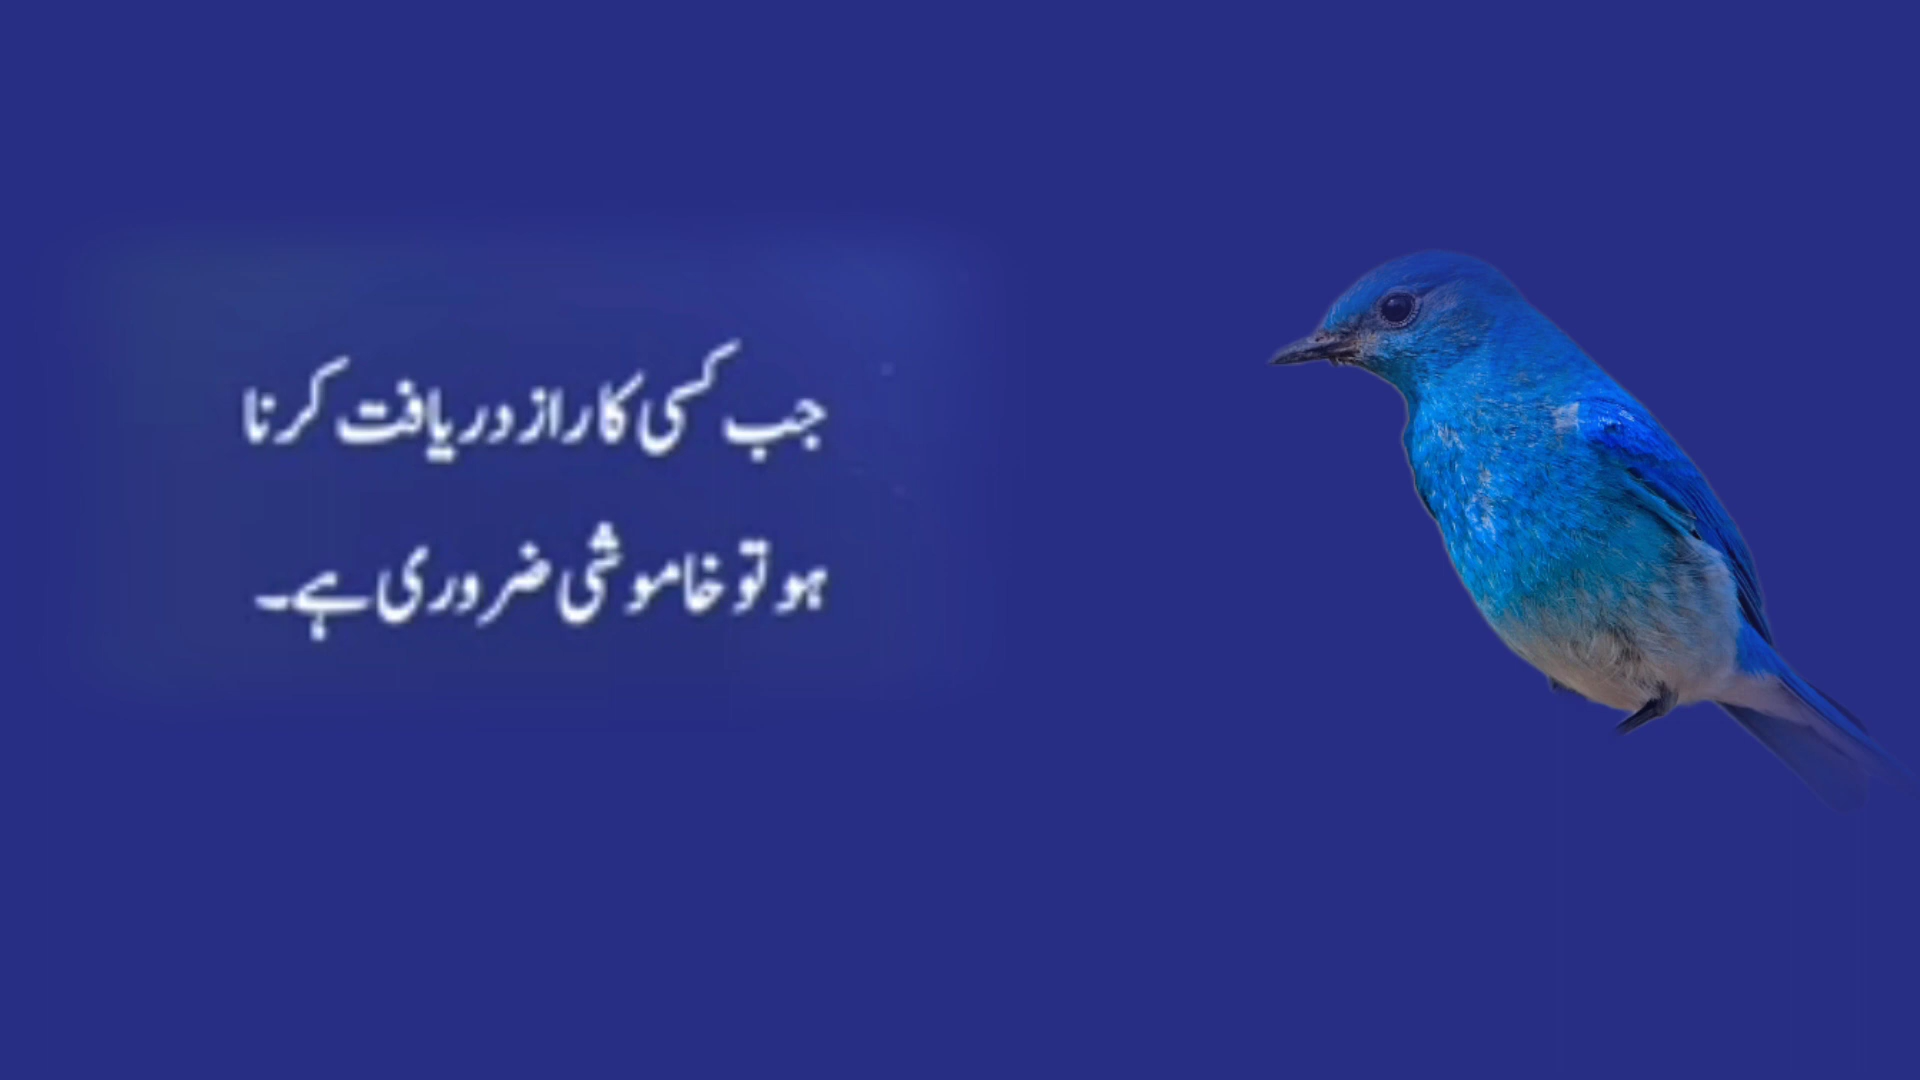 جب کسی کا راز دریافت کرنا
ہو تو خاموشی ضروری ہے۔